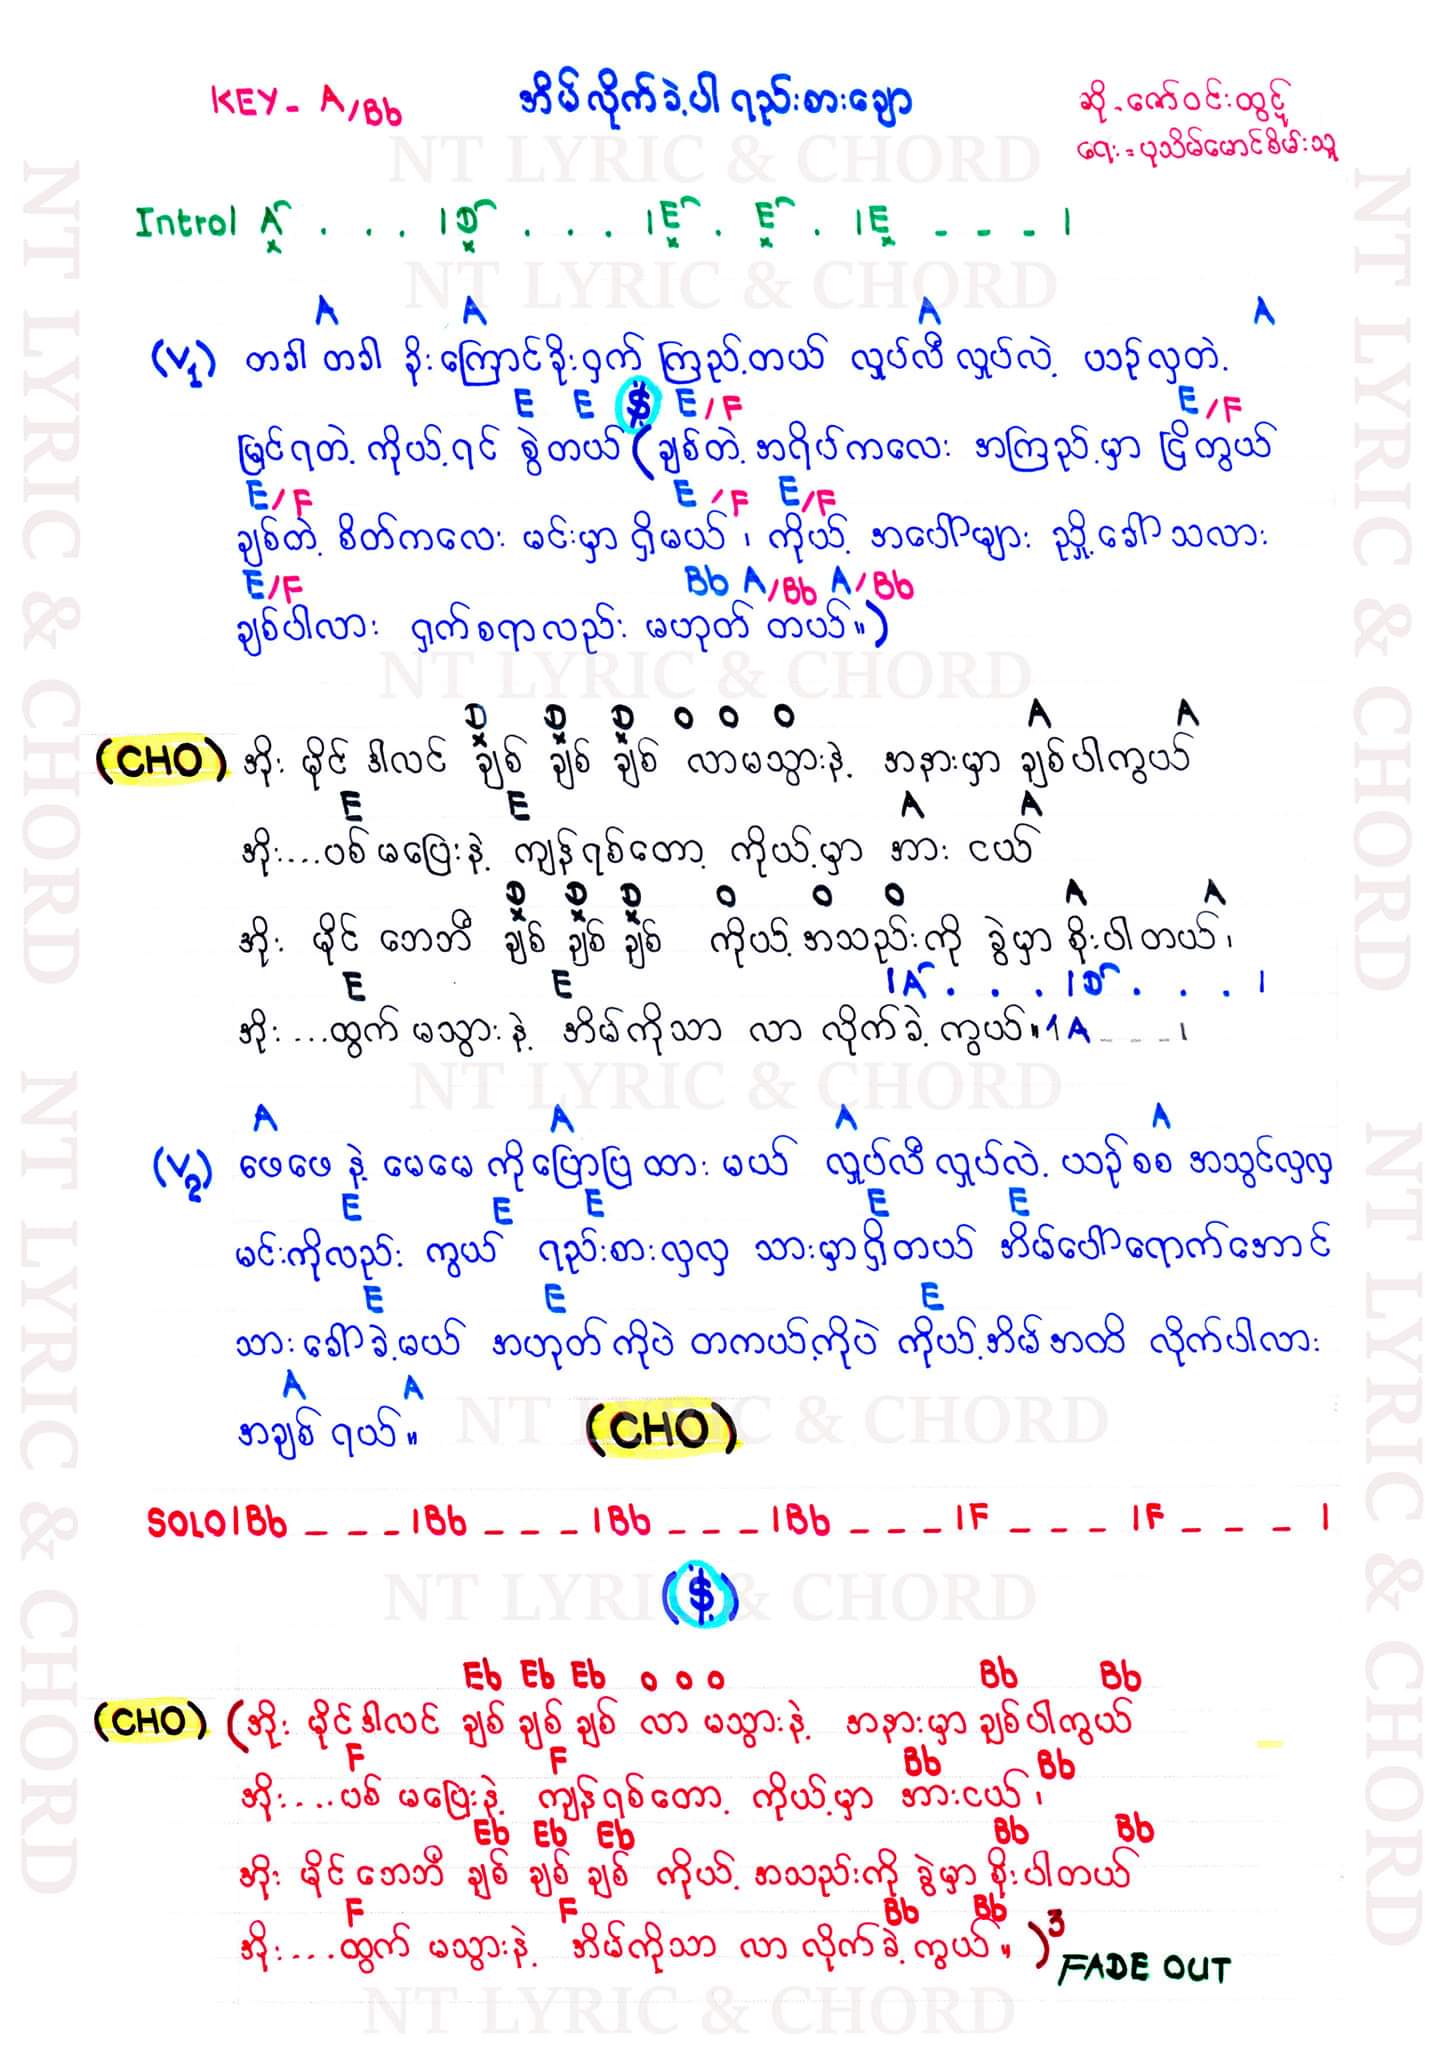 KEY - A/Bb
အိမ်လိုက်ခဲ့ပါ ရည်းစားချော
ဆို - ဇော်ဝင်းထွဋ်
ရေး = ပုသိမ်မောင်စိမ်းသူ
Intro | A . . . | D . . . | E . E . | E _ _ _ |
A A A A
(V1) တခါ တခါ ခိုးကြောင်ခိုးဝှက် ကြည့်တယ် လှုပ်လီ လှုပ်လဲ့ ပသဉ်လှတဲ့
E E $ E/F E/F
မြင်ရတဲ့ ကိုယ့်ရင် စွဲတယ် (ချစ်တဲ့ အရိပ်ကလေး အကြည့်မှာ ငြိတွယ်
E/F E/F E/F
ချစ်တဲ့ စိတ်ကလေး မင်းမှာ ရှိမယ် ၊ ကိုယ့် အပေါ်များ ညှို့ခေါ်သလား
E/F Bb A/Bb A/Bb
ချစ်ပါလား ရှက်စရာလည်း မဟုတ် တယ်။)
D D D O O O A A
(CHO) အိုး မိုင် ဒါလင် ချစ် ချစ် ချစ် လာမသွားနဲ့ အနားမှာ ချစ်ပါကွယ်
E E A A
အိုး...ပစ် မပြေးနဲ့ ကျန်ရစ်တော့ ကိုယ့်မှာ အား ငယ်
D D D O O O A A
အိုး မိုင် ဘေဘီ ချစ် ချစ် ချစ် ကိုယ့် အသည်းကို ခွဲမှာ စိုးပါတယ် ၊
E E | A . . . | D . . . |
အိုး...ထွက် မသွားနဲ့ အိမ်ကိုသာ လာ လိုက်ခဲ့ ကွယ်။ | A _ _ _ |
A A A A
(V2) ဖေဖေ နဲ့ မေမေ ကိုပြောပြ ထား မယ် လှုပ်လီ လှုပ်လဲ့ ပသဉ် စစ အသွင်လှလှ
E E E E E
မင်းကိုလည်း ကွယ် ရည်းစားလှလှ သားမှာရှိတယ် အိမ်ပေါ်ရောက်အောင်
E E E
သားခေါ်ခဲ့မယ် အဟုတ်ကိုပဲ တကယ့်ကိုပဲ ကိုယ့်အိမ်အထိ လိုက်ပါလား
A A
အချစ် ရယ်။ (CHO)
SOLO | Bb _ _ _ | Bb _ _ _ | Bb _ _ _ | Bb _ _ _ | F _ _ _ | F _ _ _ |
($)
Eb Eb Eb O O O Bb Bb
(CHO) (အိုး မိုင်ဒါလင် ချစ် ချစ် ချစ် လာ မသွားနဲ့ အနားမှာ ချစ်ပါကွယ်
F F Bb Bb
အိုး....ပစ် မပြေးနဲ့ ကျန်ရစ်တော့ ကိုယ့်မှာ အားငယ် ၊
Eb Eb Eb Bb Bb
အိုး မိုင် ဘေဘီ ချစ် ချစ် ချစ် ကိုယ့် အသည်းကို ခွဲမှာ စိုးပါတယ်
F F Bb Bb
အိုး....ထွက် မသွားနဲ့ အိမ်ကိုသာ လာ လိုက်ခဲ့ ကွယ်။ )3
FADE OUT
NT LYRIC & CHORD